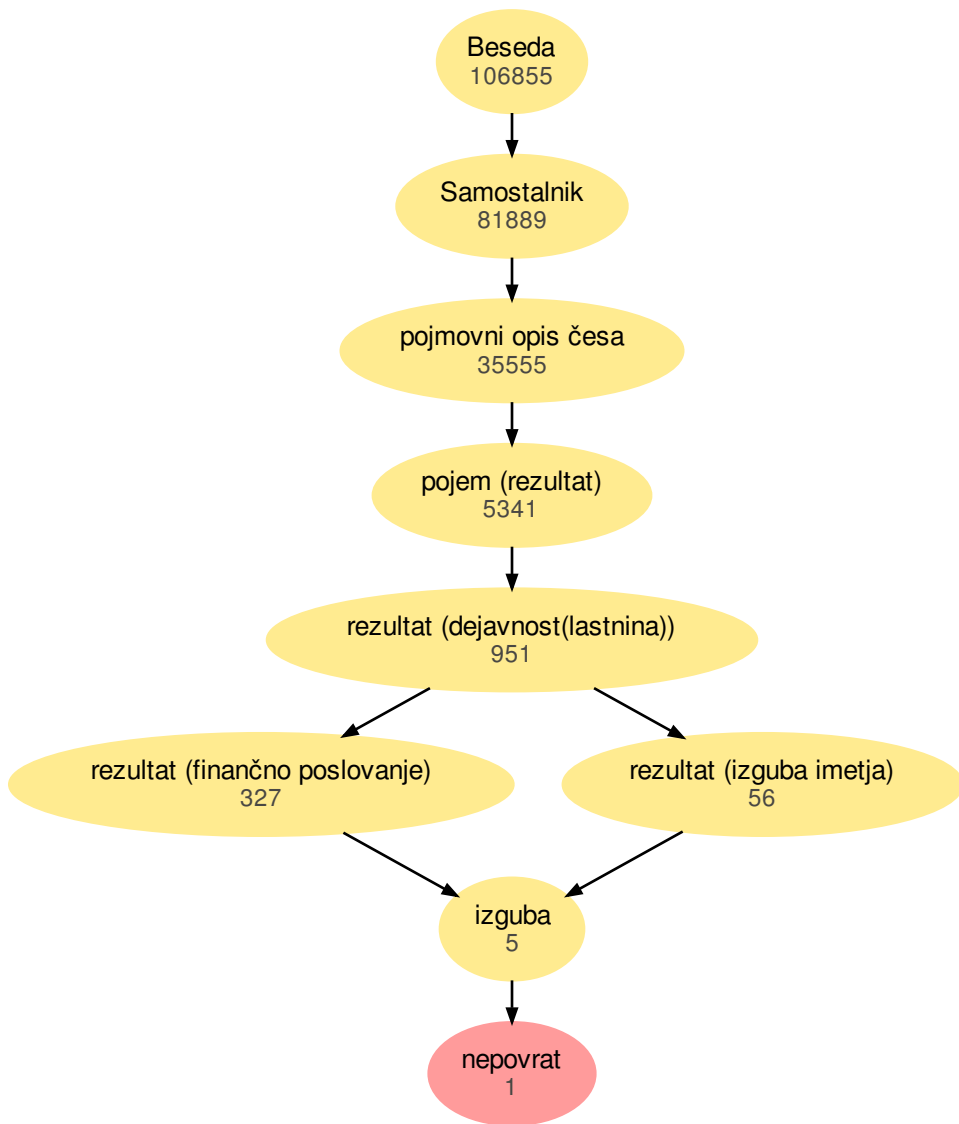 Beseda
106855
Samostalnik
81889
pojmovni opis česa
35555
pojem (rezultat)
5341
rezultat (dejavnost(lastnina))
951
rezultat (finančno poslovanje)
327
rezultat (izguba imetja)
56
izguba
5
nepovrat
1